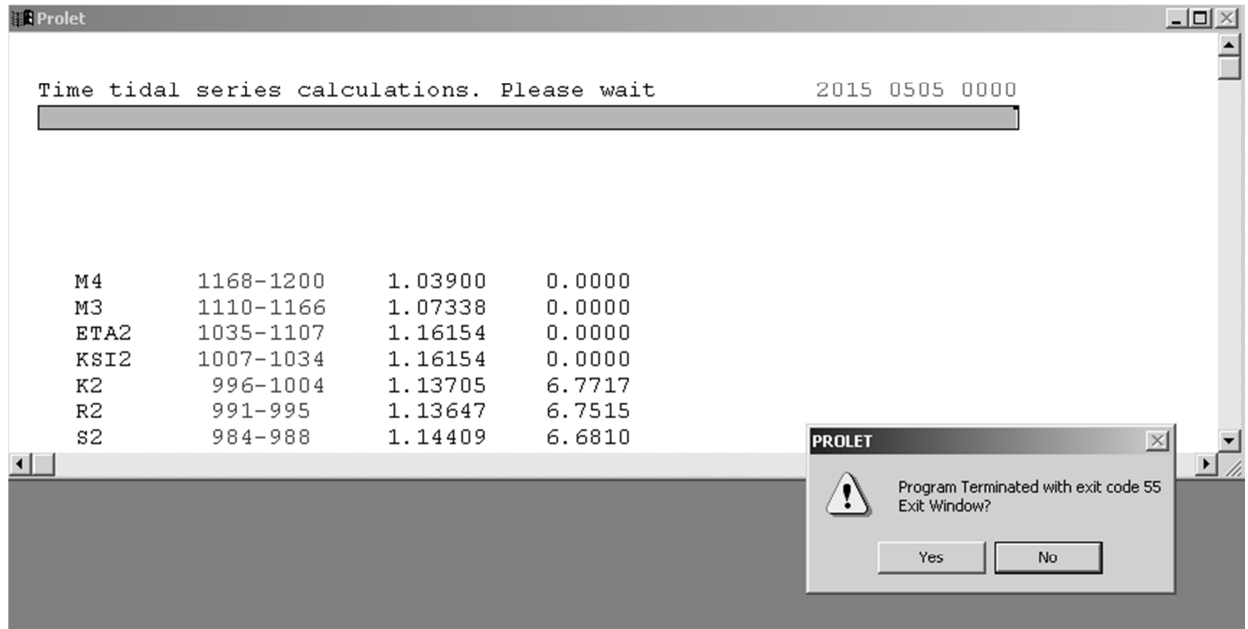 Prolet
Time tidal series calculations. Please wait 2015 0505 0000
M4 1168-1200 1.03900 0.0000
M3 1110-1166 1.07338 0.0000
ETA2 1035-1107 1.16154 0.0000
KSI2 1007-1034 1.16154 0.0000
K2 996-1004 1.13705 6.7717
R2 991-995 1.13647 6.7515
S2 984-988 1.14409 6.6810
PROLET
Program Terminated with exit code 55
Exit Window?
Yes No